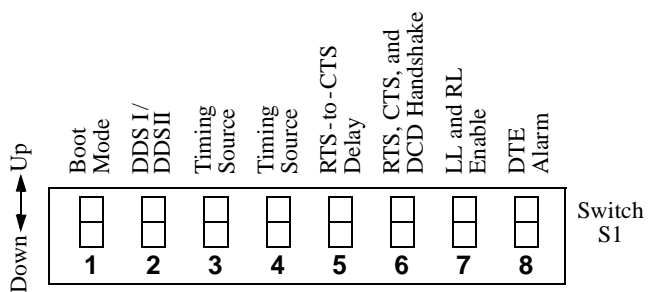 Down
Up
Boot
Mode
DDS I/
DDSII
Timing
Source
Timing
Source
RTS-to-CTS
Delay
RTS, CTS, and
DCD Handshake
LL and RL
Enable
DTE
Alarm
1 2 3 4 5 6 7 8
Switch
S1